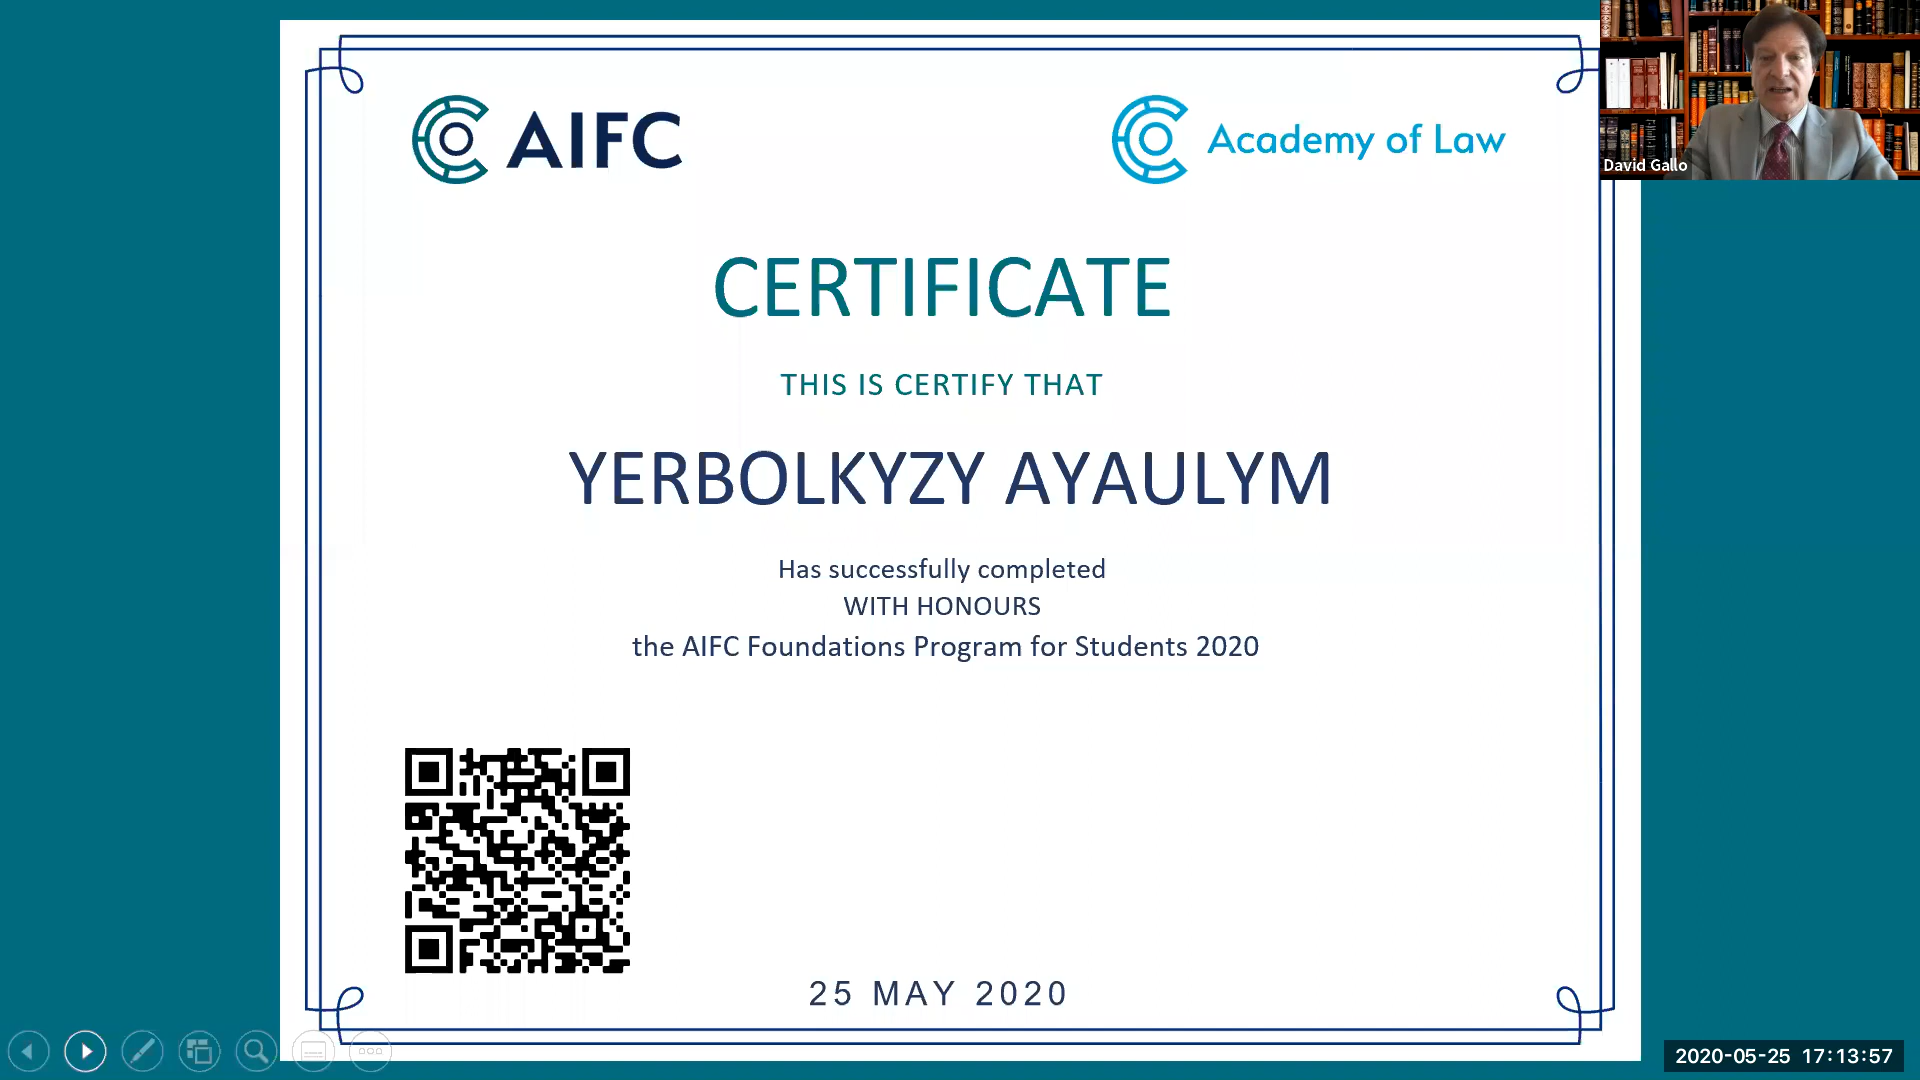 AIFC
Academy of Law
David Gallo
CERTIFICATE
THIS IS CERTIFY THAT
YERBOLKYZY AYAULYM
Has successfully completed
WITH HONOURS
the AIFC Foundations Program for Students 2020
25 MAY 2020
2020-05-25 17:13:57